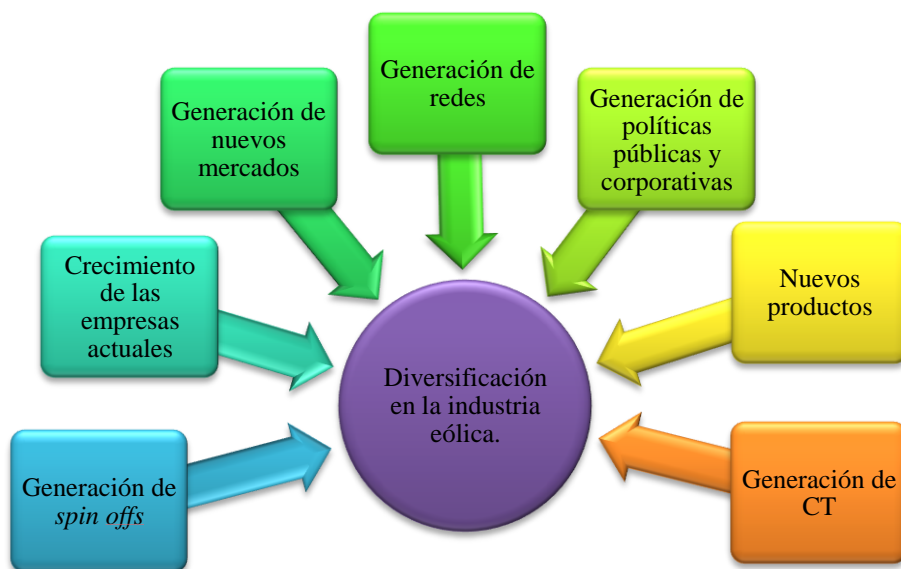 Generación de
redes
Generación de
nuevos
mercados
Generación de
políticas
públicas y
corporativas
Crecimiento
de las
empresas
actuales
Nuevos
productos
Diversificación
en la industria
eólica.
Generación de
spin offs
Generación de
CT